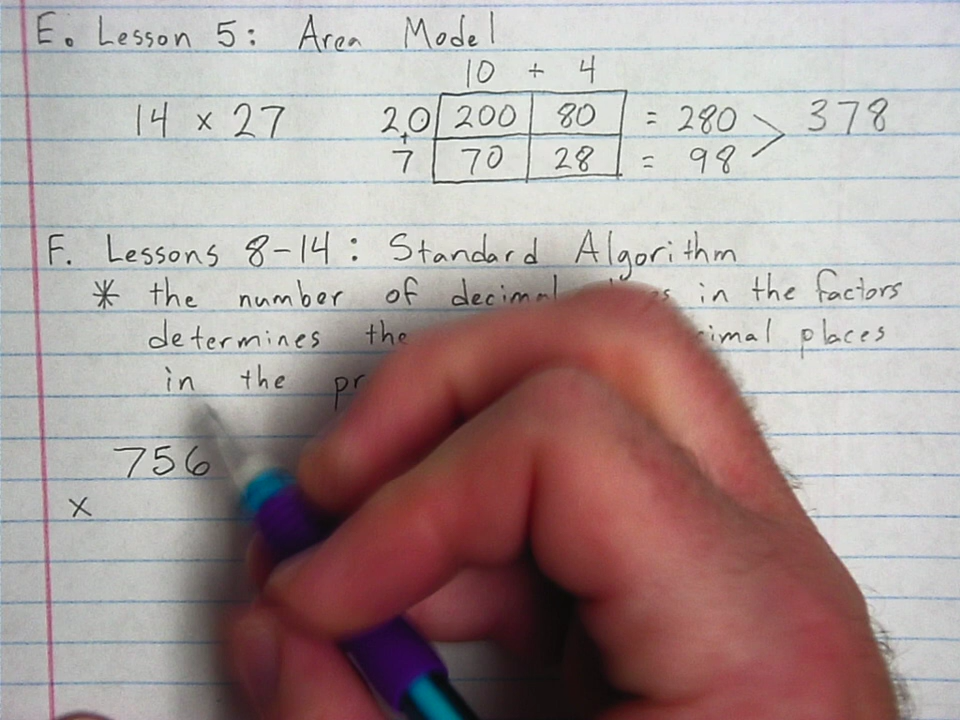 E. Lesson 5: Area Model
10 + 4
14 x 27 20 200 80 = 280 > 378
+ 7 70 28 = 98
F. Lessons 8-14: Standard Algorithm
* the number of decimal in the factors
determines the places
in the
756
x